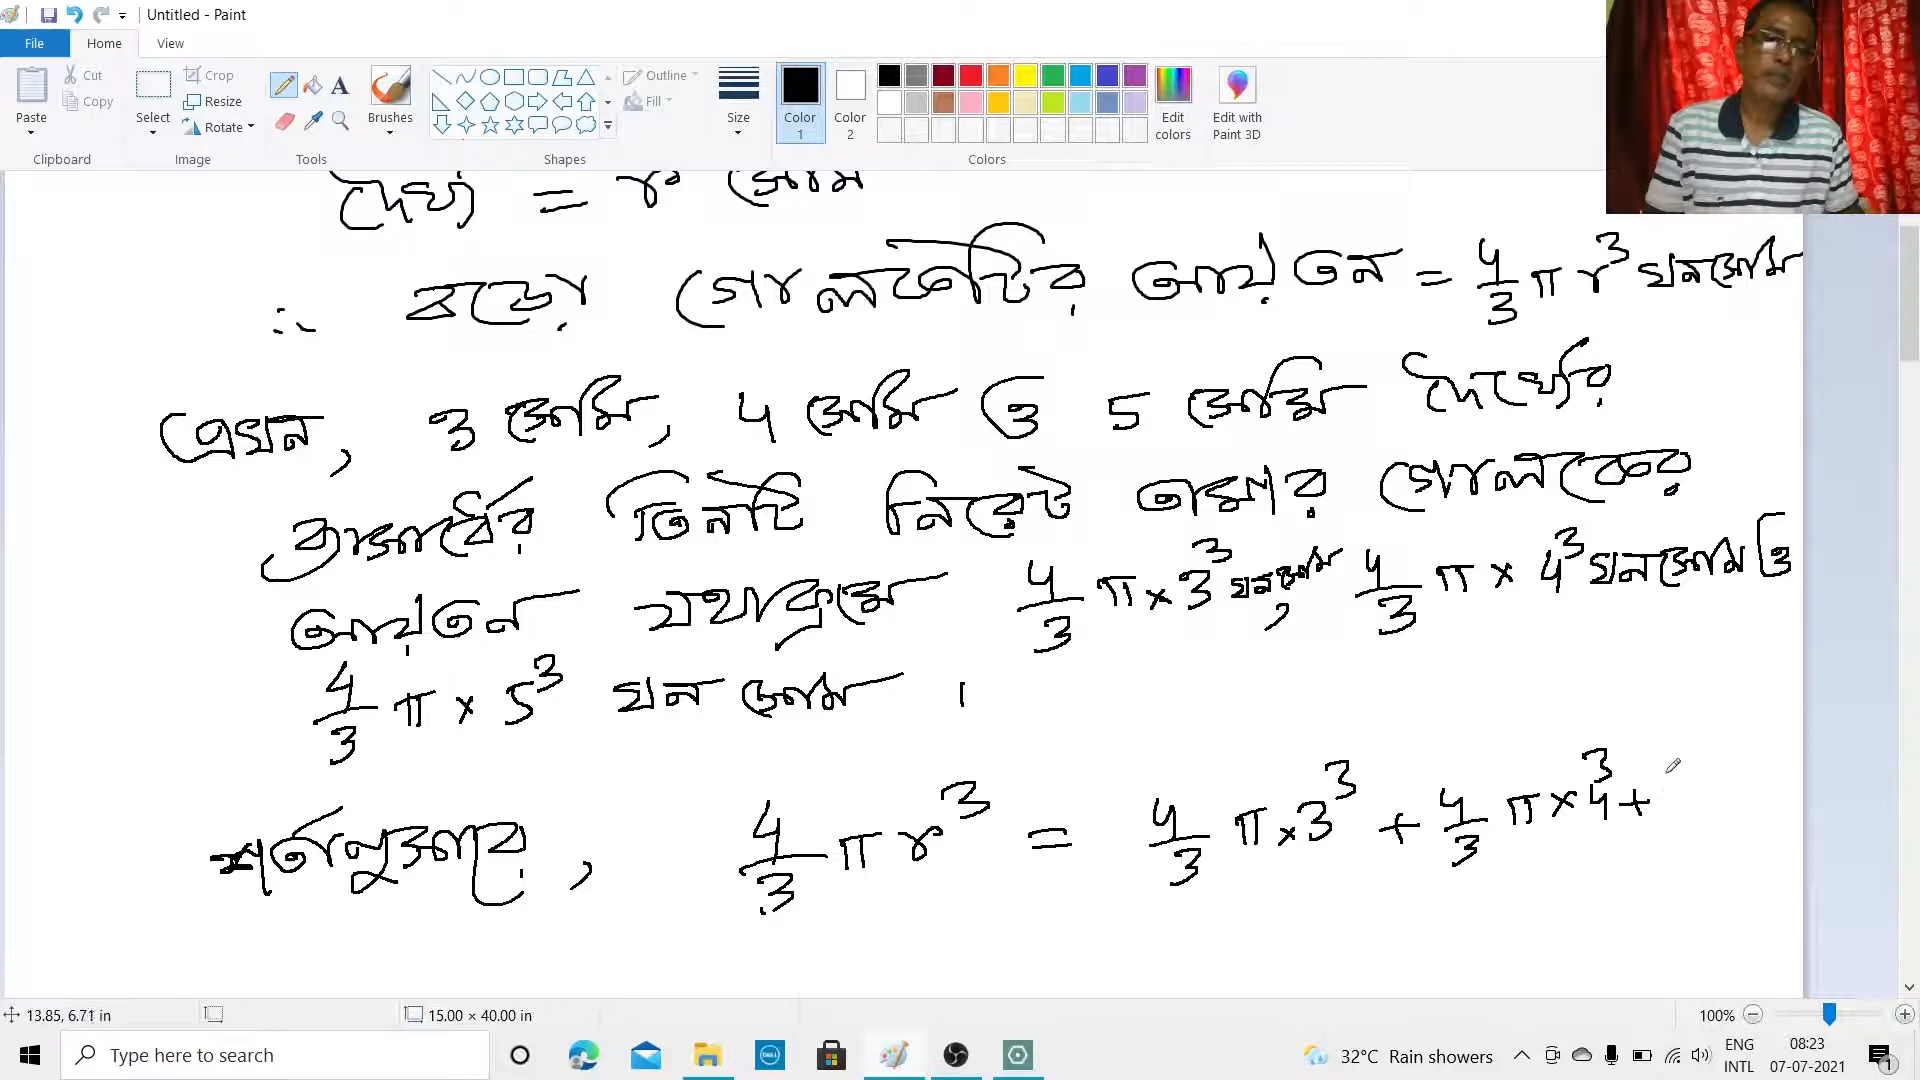 Untitled - Paint
File Home View
Cut
Copy
Paste
Clipboard
Crop
Resize
Rotate
Select
Image
Tools
Brushes
Outline
Fill
Shapes
Size
Color 1
Color 2
Edit colors
Edit with Paint 3D
Colors
দৈর্ঘ্য = r সেমি
∴ বড়ো গোলকটির আয়তন = 4/3 π r³ ঘনসেমি
এখন, 3 সেমি, 4 সেমি ও 5 সেমি দৈর্ঘ্যের
ব্যাসার্ধের তিনটি নিরেট তামার গোলকের
আয়তন যথাক্রমে 4/3 π × 3³ ঘনসেমি, 4/3 π × 4³ ঘনসেমি ও
4/3 π × 5³ ঘন সেমি ।
শর্তানুসারে, 4/3 π r³ = 4/3 π × 3³ + 4/3 π × 4³ +
13.85, 6.71 in
15.00 × 40.00 in
100%
Type here to search
DELL
32°C Rain showers
ENG
INTL
08:23
07-07-2021
1